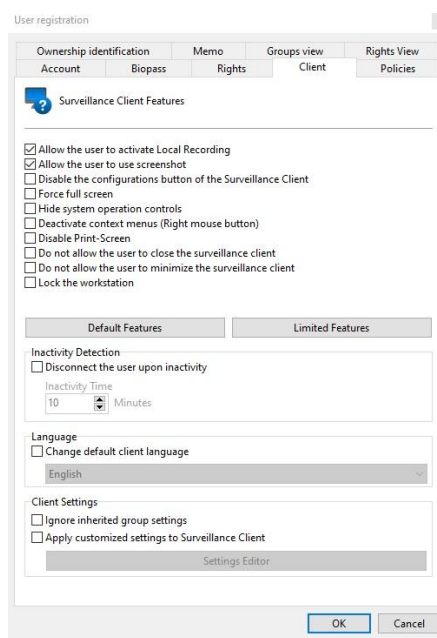 User registration
Ownership identification Memo Groups view Rights View
Account Biopass Rights Client Policies
Surveillance Client Features
Allow the user to activate Local Recording
Allow the user to use screenshot
Disable the configurations button of the Surveillance Client
Force full screen
Hide system operation controls
Deactivate context menus (Right mouse button)
Disable Print-Screen
Do not allow the user to close the surveillance client
Do not allow the user to minimize the surveillance client
Lock the workstation
Default Features Limited Features
Inactivity Detection
Disconnect the user upon inactivity
Inactivity Time
10 Minutes
Language
Change default client language
English
Client Settings
Ignore inherited group settings
Apply customized settings to Surveillance Client
Settings Editor
OK Cancel